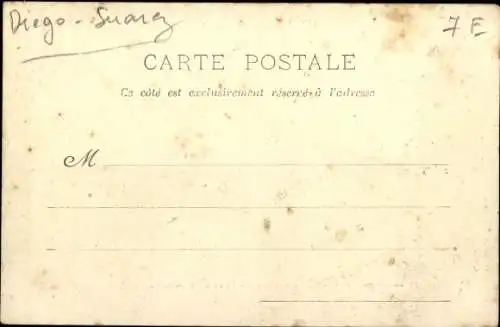 Diego-Suarez
7 E
CARTE POSTALE
Ce côté est exclusivement réservé à l'adresse
M